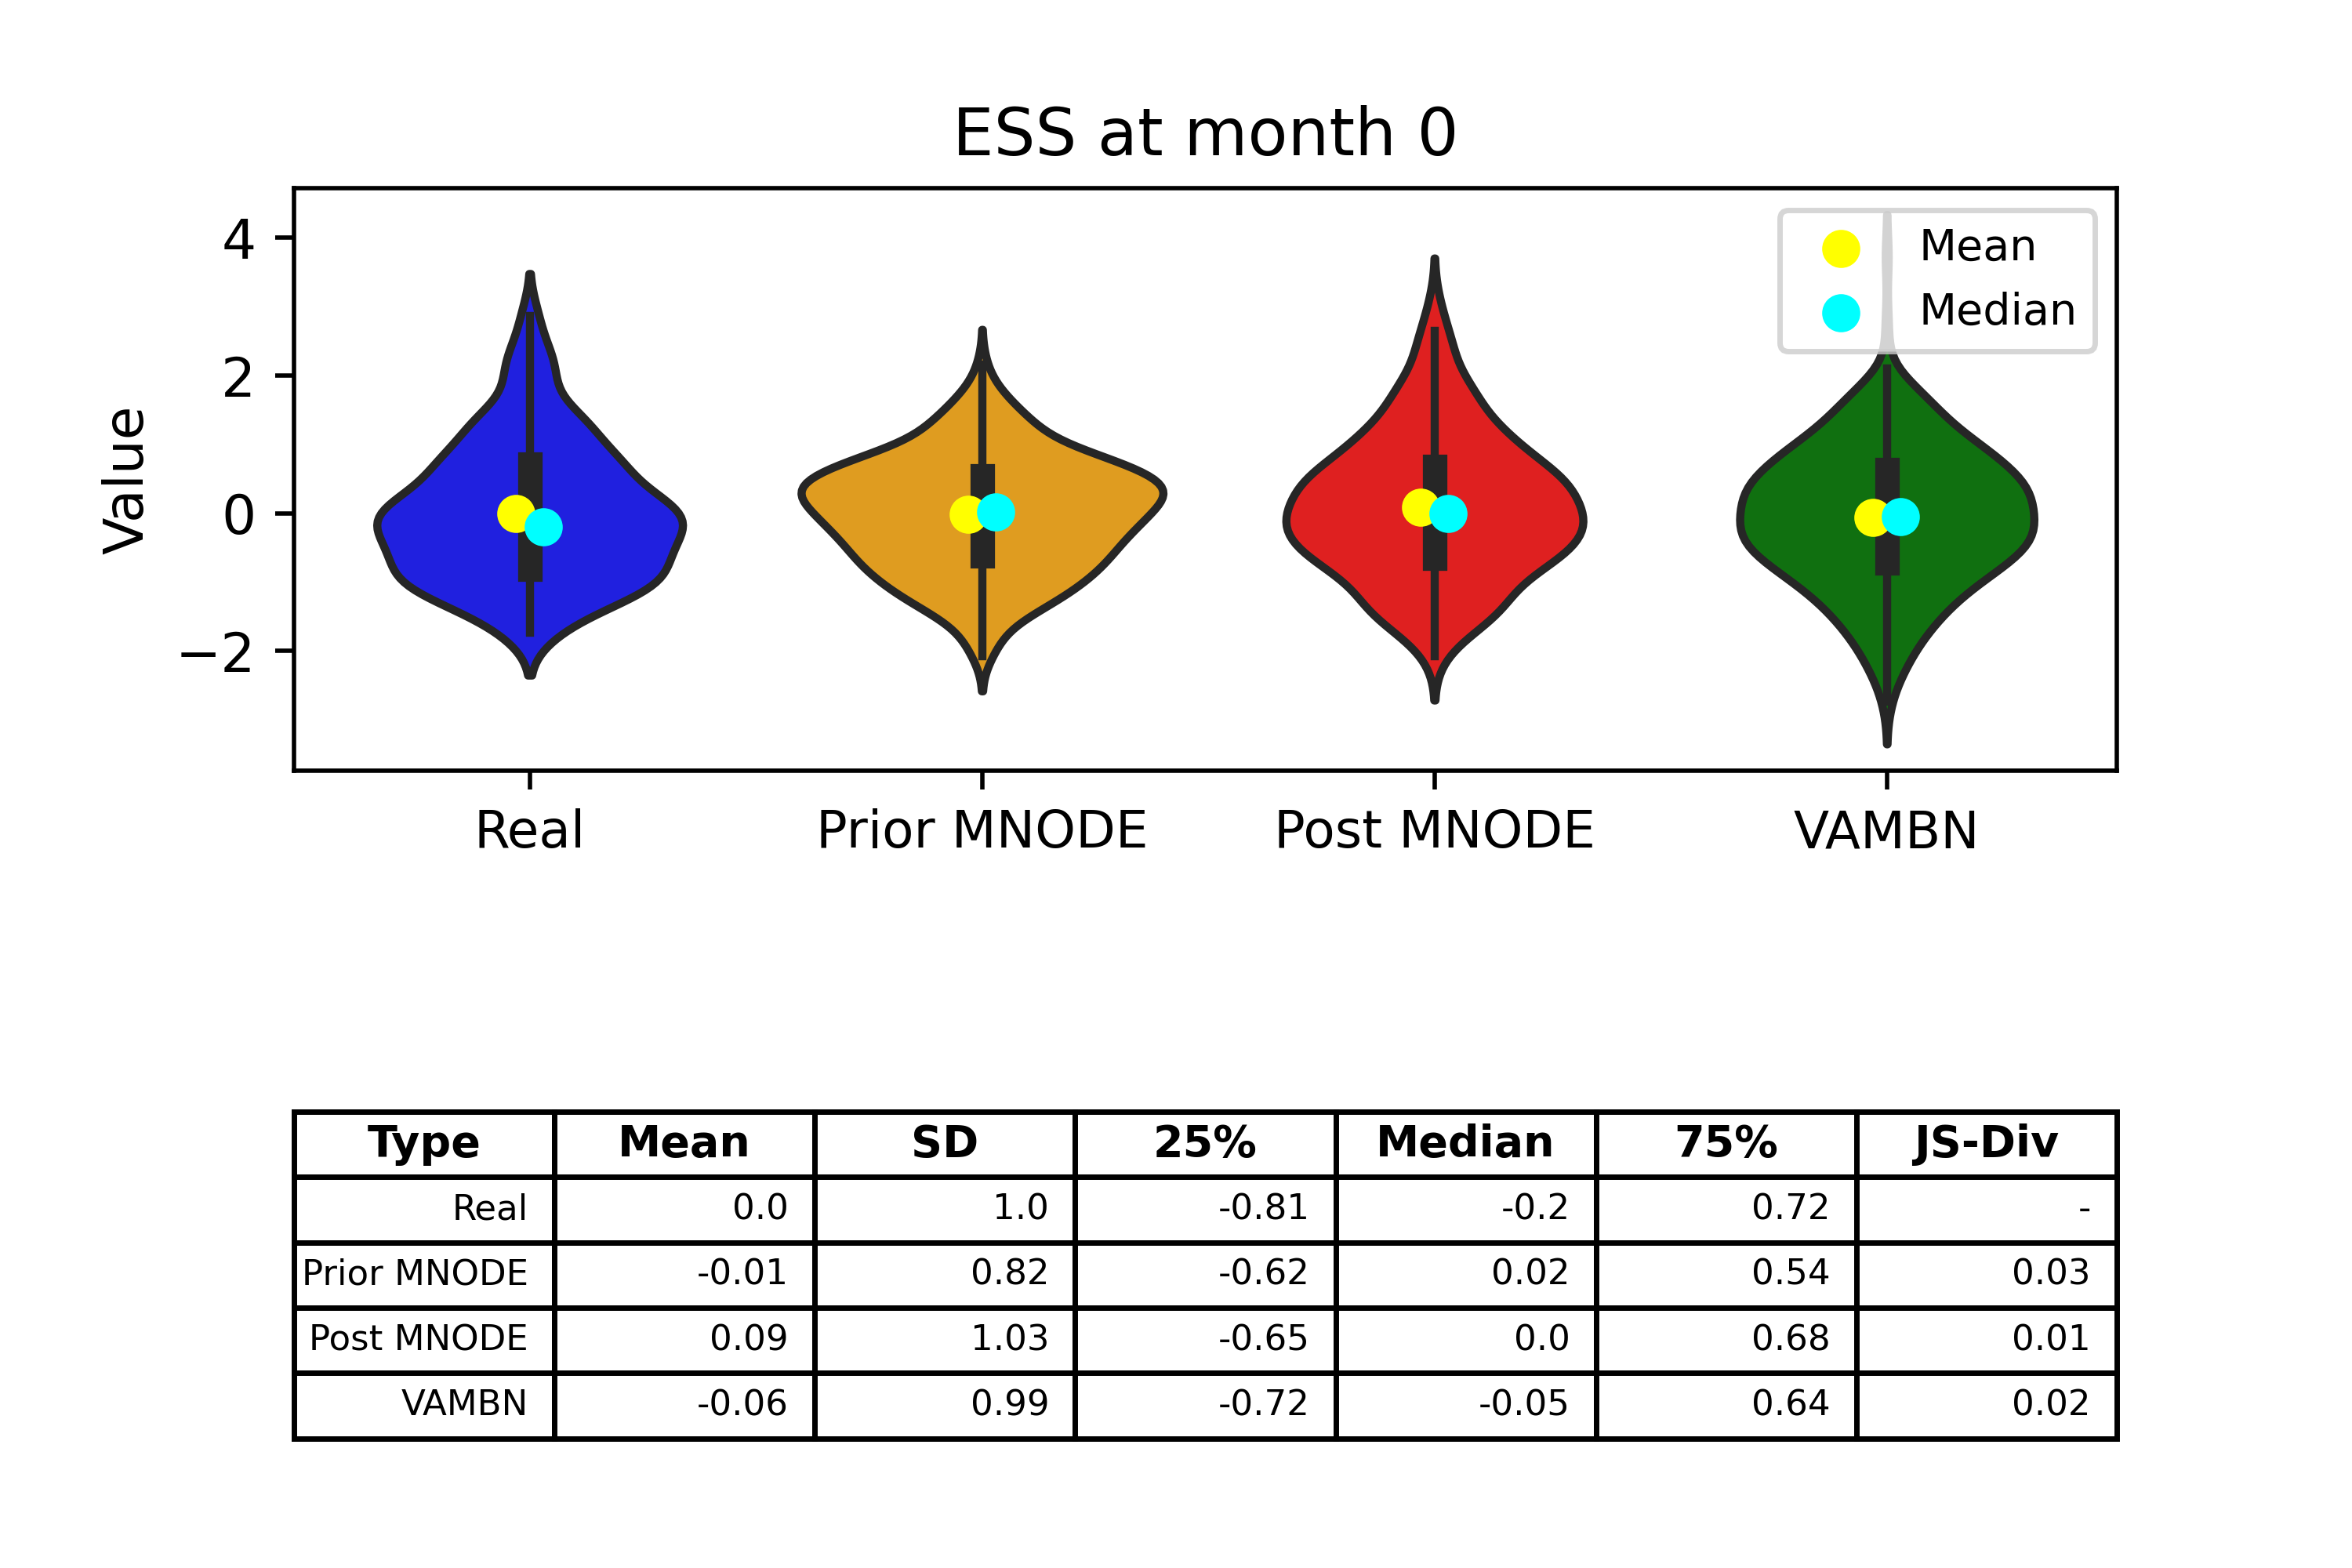 ESS at month 0
4
2
0
−2
Value
Mean
Median
Real Prior MNODE Post MNODE VAMBN
Type Mean SD 25% Median 75% JS-Div
Real 0.0 1.0 -0.81 -0.2 0.72 -
Prior MNODE -0.01 0.82 -0.62 0.02 0.54 0.03
Post MNODE 0.09 1.03 -0.65 0.0 0.68 0.01
VAMBN -0.06 0.99 -0.72 -0.05 0.64 0.02